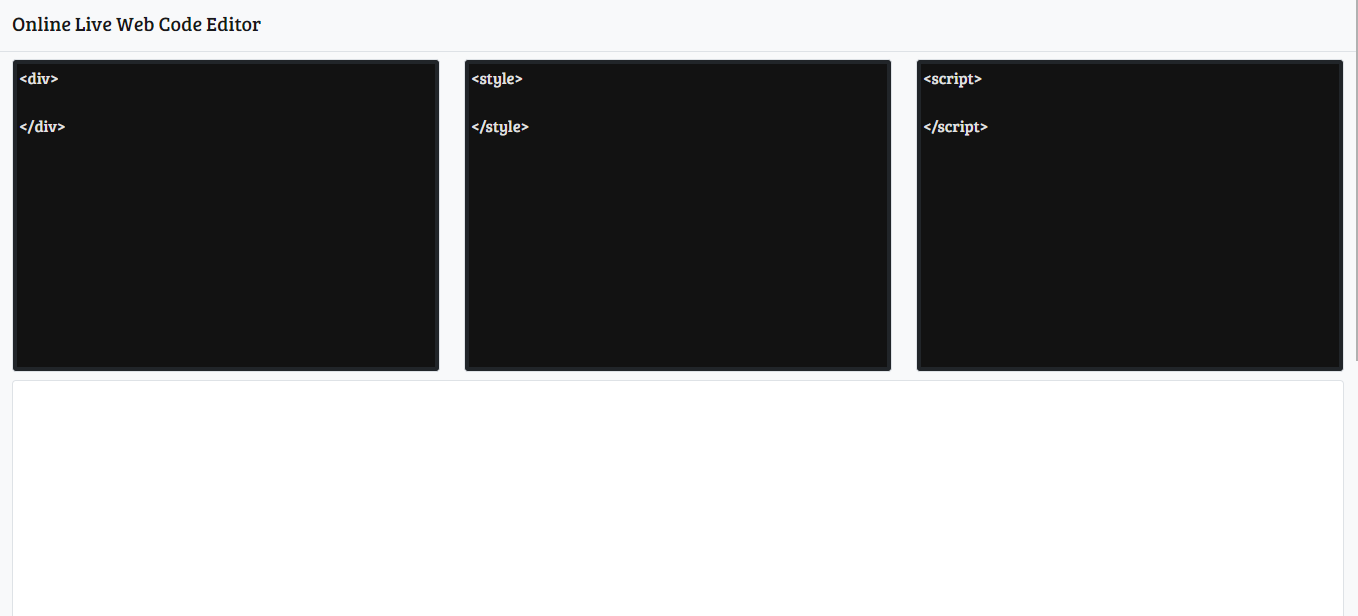 Online Live Web Code Editor
<div>
</div>
<style>
</style>
<script>
</script>